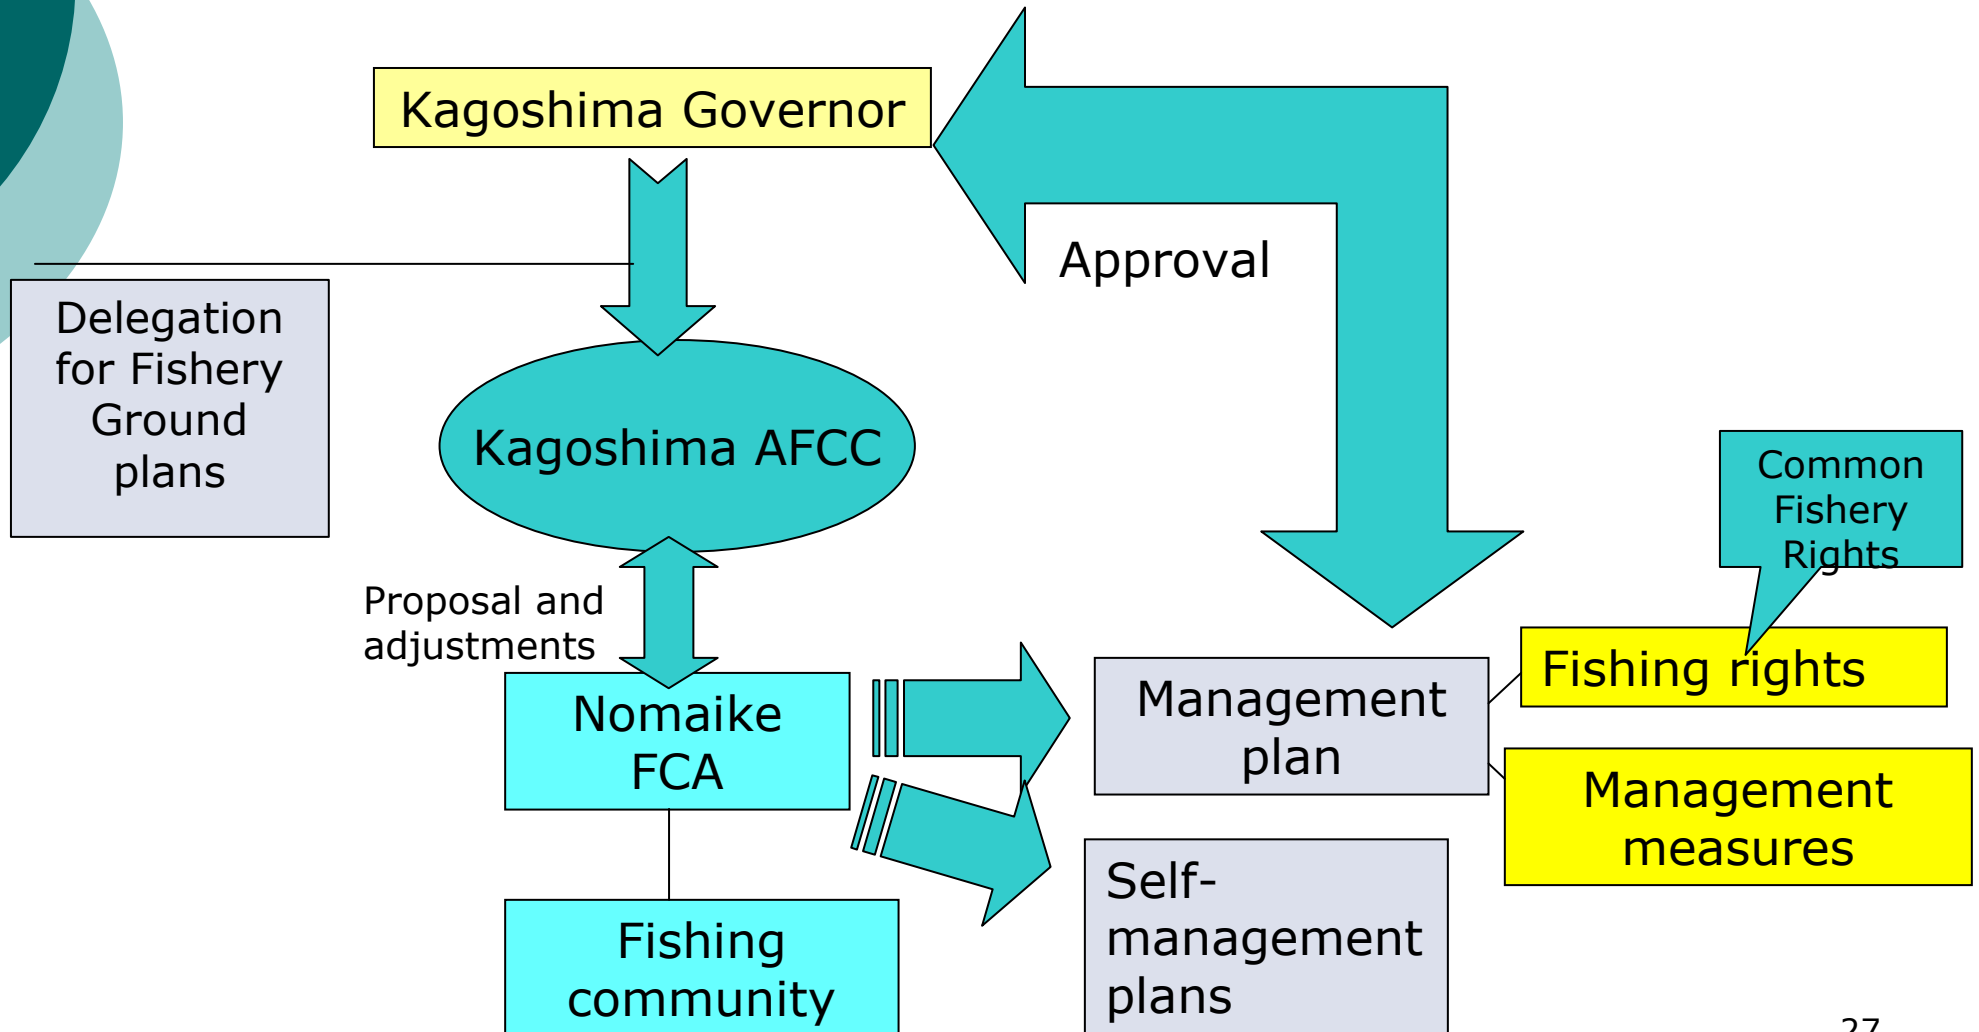 Kagoshima Governor
Approval
Delegation
for Fishery
Ground
plans
Kagoshima AFCC
Common
Fishery
Rights
Proposal and
adjustments
Nomaike
FCA
Management
plan
Fishing rights
Management
measures
Self-
management
plans
Fishing
community
27